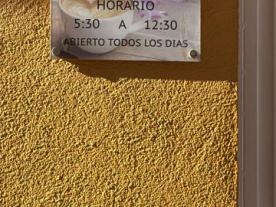 HORARIO
5:30 A 12:30
ABIERTO TODOS LOS DIAS